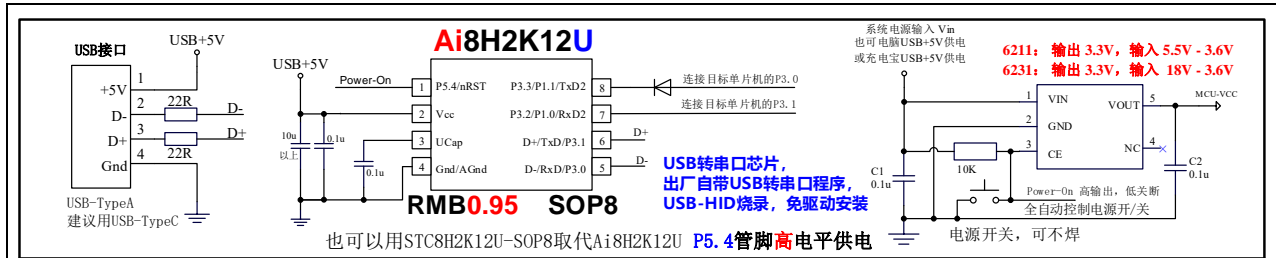 USB接口
USB+5V
+5V
1
D-
2
22R
D-
D+
3
22R
D+
Gnd
4
USB-TypeA
建议用USB-TypeC
Ai8H2K12U
USB+5V
Power-On
1
P5.4/nRST
P3.3/P1.1/TxD2
8
连接目标单片机的P3.0
2
Vcc
P3.2/P1.0/RxD2
7
连接目标单片机的P3.1
10u
以上
0.1u
3
UCap
D+/TxD/P3.1
6
D+
0.1u
4
Gnd/AGnd
D-/RxD/P3.0
5
D-
RMB0.95 SOP8
USB转串口芯片,
出厂自带USB转串口程序,
USB-HID烧录, 免驱动安装
也可以用STC8H2K12U-SOP8取代Ai8H2K12U P5.4管脚高电平供电
系统电源输入 Vin
也可电脑USB+5V供电
或充电宝USB+5V供电
6211: 输出 3.3V, 输入 5.5V - 3.6V
6231: 输出 3.3V, 输入 18V - 3.6V
1
VIN
VOUT
5
MCU-VCC
2
GND
3
CE
NC
4
10K
C1
0.1u
C2
0.1u
Power-On 高输出, 低关断
全自动控制电源开/关
电源开关, 可不焊